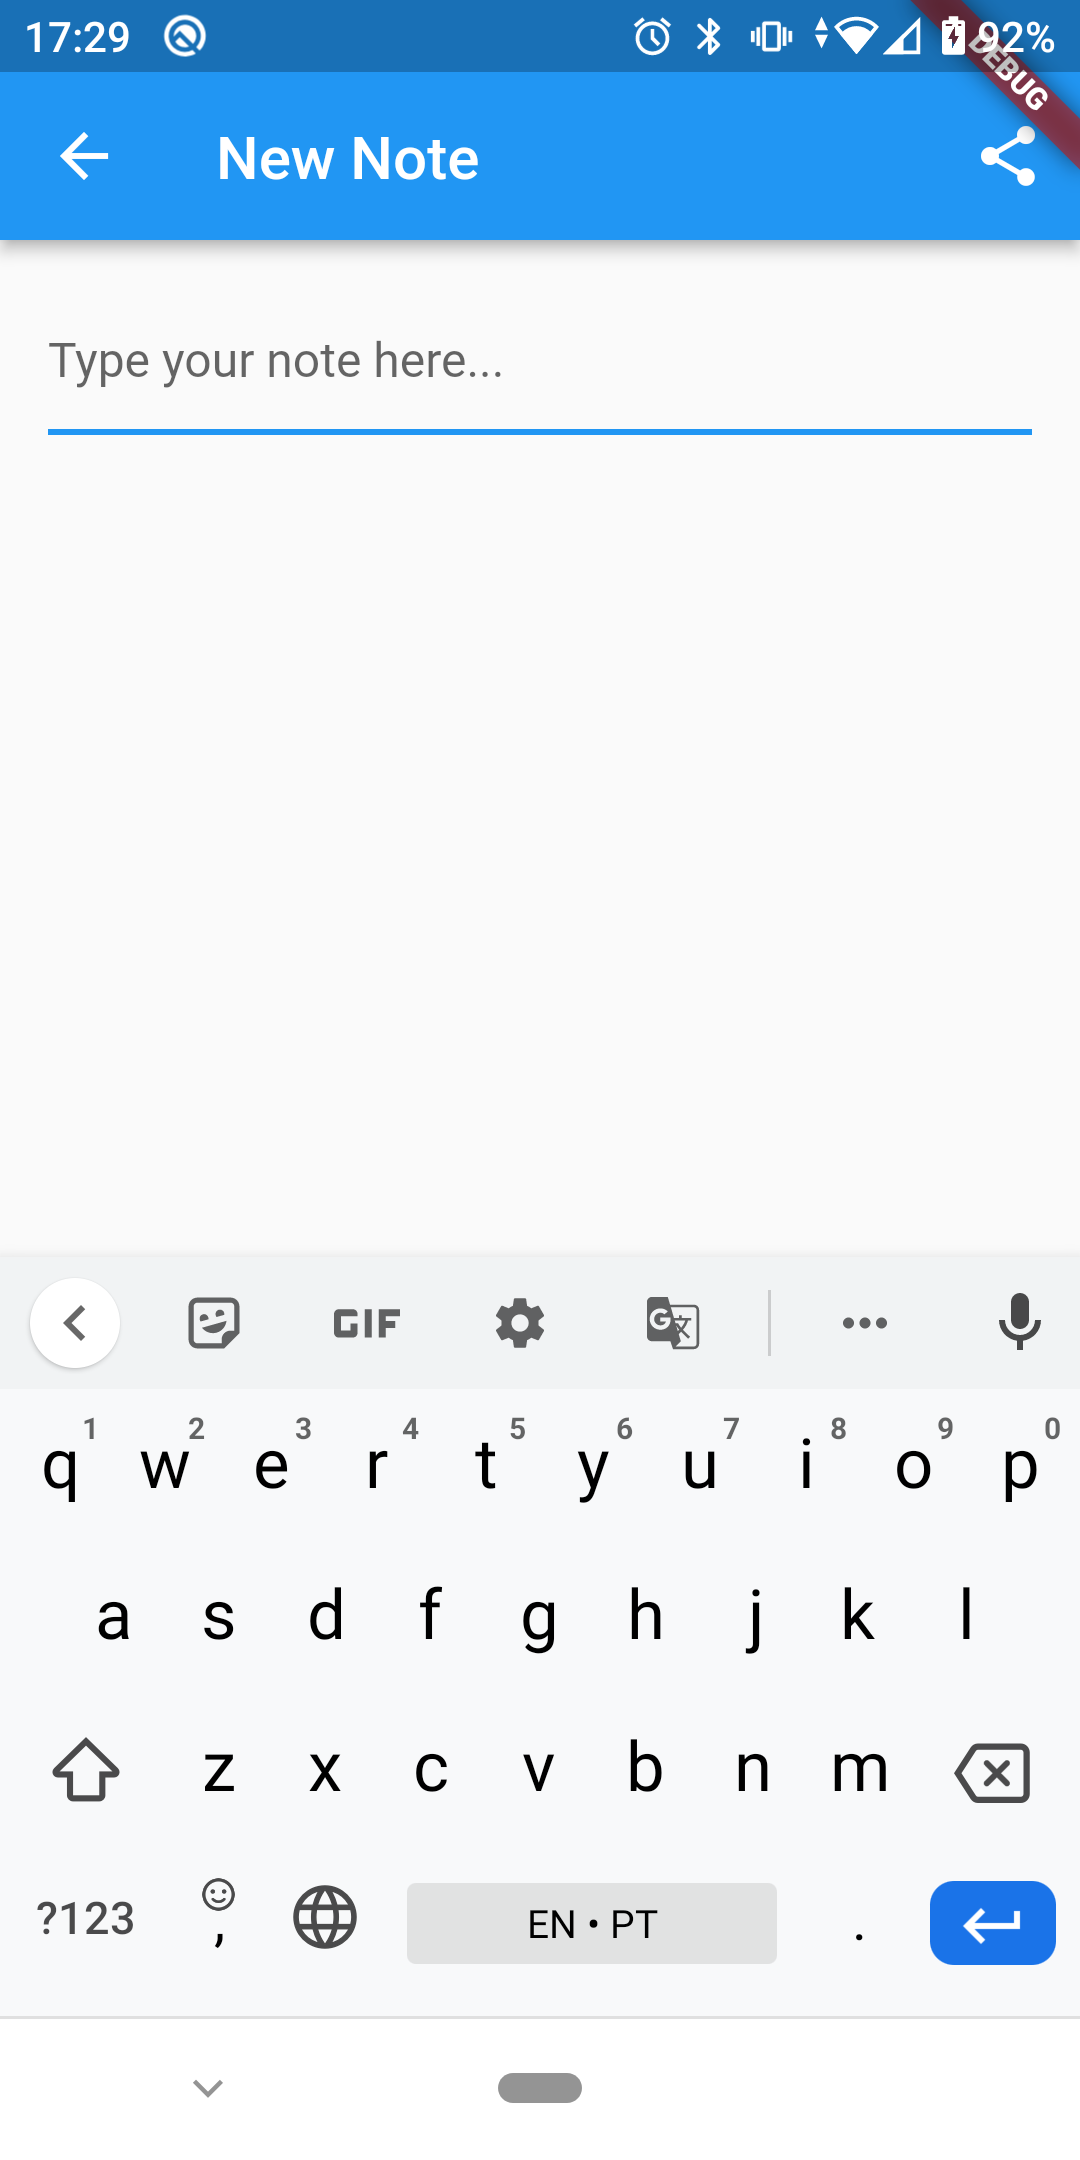 17:29 92%
DEBUG
New Note
Type your note here...
GIF G 文
1 2 3 4 5 6 7 8 9 0
q w e r t y u i o p
a s d f g h j k l
z x c v b n m
?123 , EN • PT .